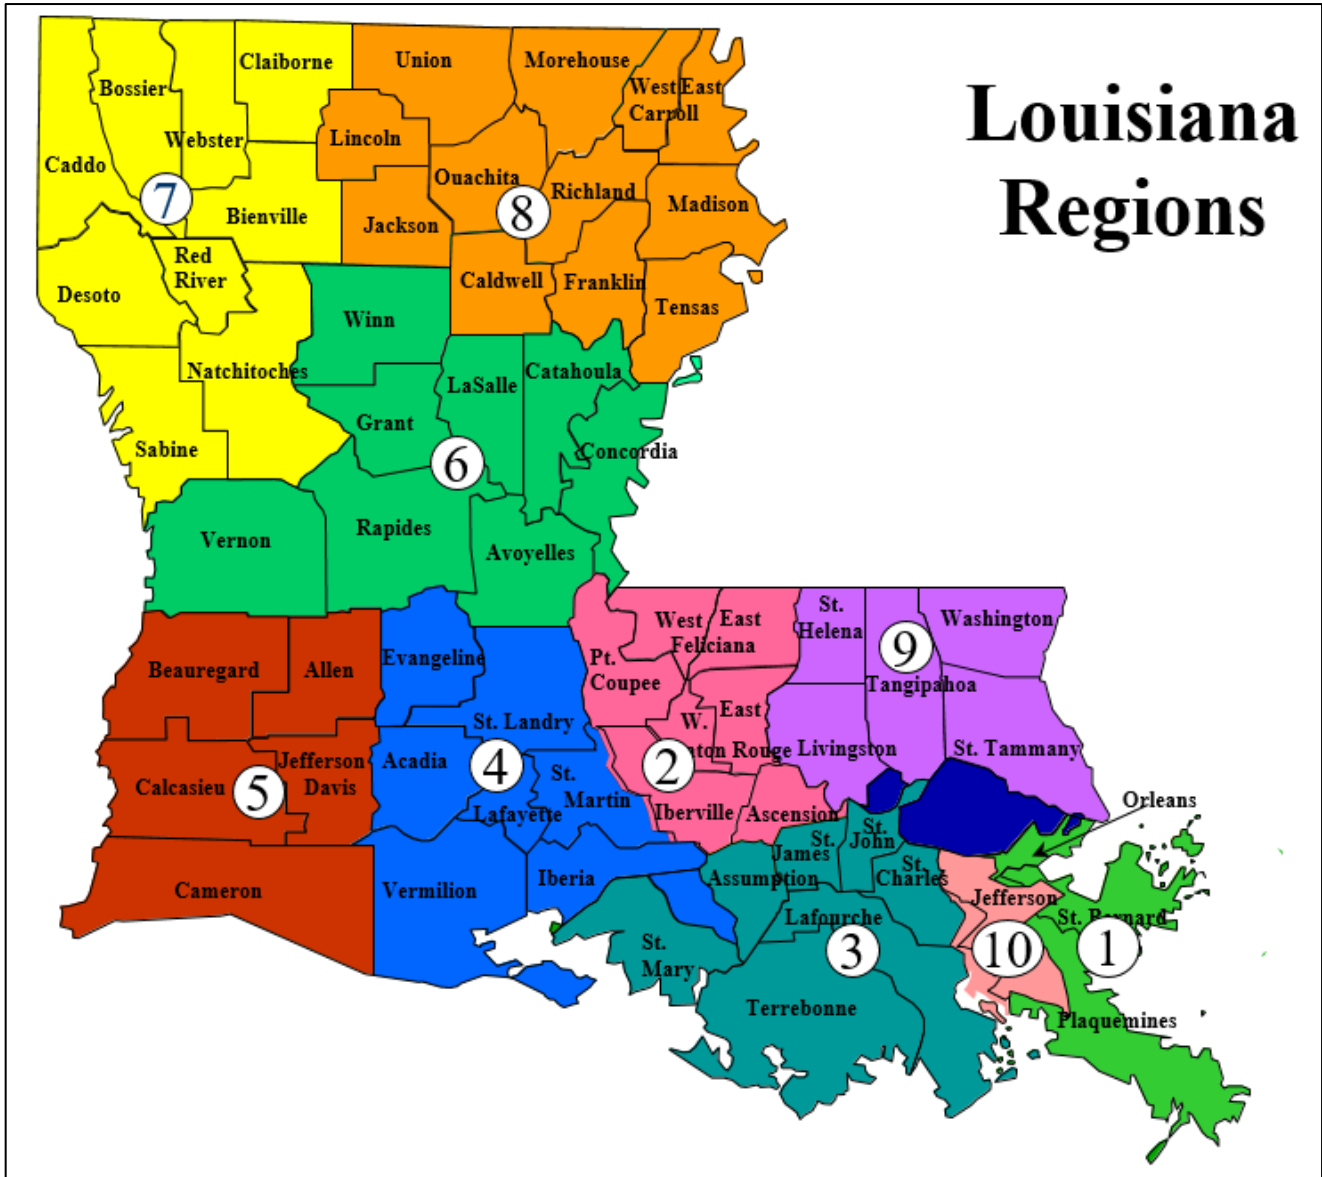 Louisiana
Regions
Claiborne
Union
Morehouse
Bossier
West
East
Carroll
Webster
Lincoln
Caddo
Ouachita
Richland
7
8
Madison
Bienville
Jackson
Red
River
Caldwell
Franklin
Desoto
Tensas
Winn
Natchitoches
LaSalle
Catahoula
Grant
Sabine
Concordia
6
Rapides
Vernon
Avoyelles
St.
Helena
Washington
West
East
Feliciana
9
Beauregard
Allen
Evangeline
Pt.
Coupee
Tangipahoa
W.
East
St. Landry
ton Rouge
Livingston
St. Tammany
Jefferson
Davis
Acadia
4
2
Calcasieu
5
St.
Martin
Orleans
Lafayette
Iberville
Ascension
St.
John
St.
James
St.
Charles
Cameron
Vermilion
Iberia
Assumption
Jefferson
Lafourche
St. Bernard
St.
Mary
3
10
1
Terrebonne
Plaquemines